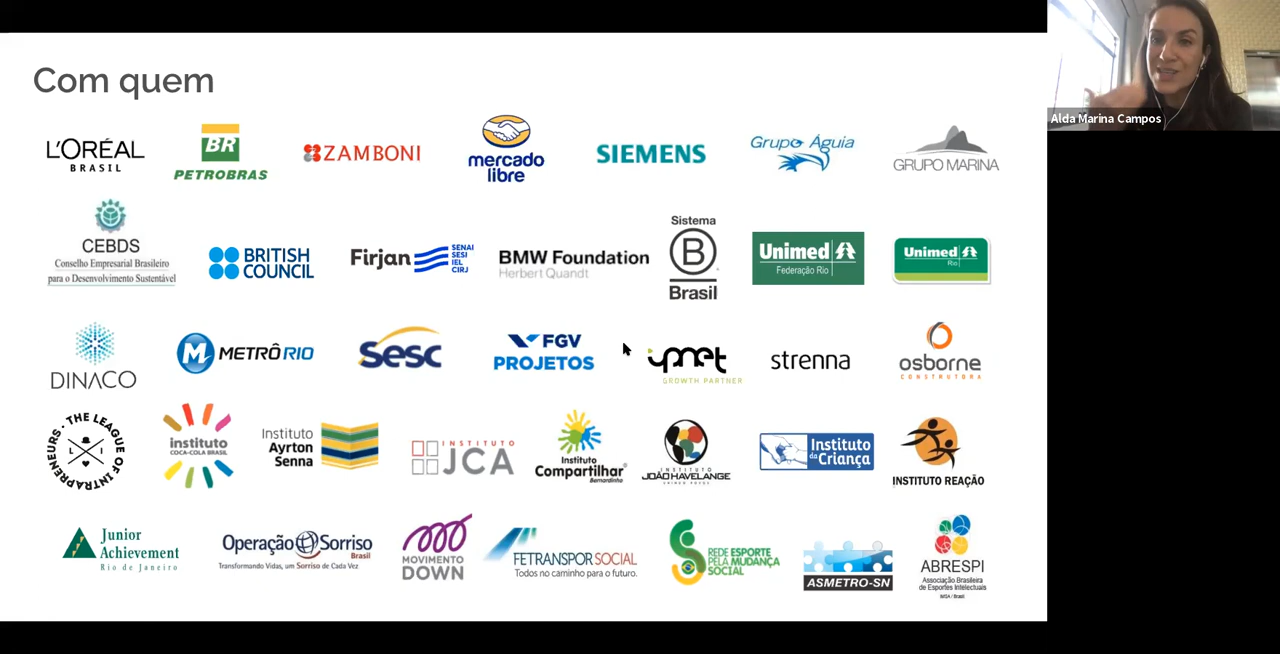 Com quem
Alda Marina Campos
L'ORÉAL
BRASIL
BR
PETROBRAS
ZAMBONI
mercado
libre
SIEMENS
Grupo Águia
GRUPO MARINA
CEBDS
Conselho Empresarial Brasileiro
para o Desenvolvimento Sustentável
BRITISH
COUNCIL
Firjan
SENAI
SESI
IEL
CIRJ
BMW Foundation
Herbert Quandt
Sistema
B
Brasil
Unimed
Federação Rio
Unimed
Rio
DINACO
M
METRÔRIO
Sesc
FGV
PROJETOS
GROWTH PARTNER
strenna
osborne
CONSTRUTORA
THE LEAGUE OF INTRAPRENEURS
L I
instituto
COCA-COLA BRASIL
Instituto
Ayrton
Senna
INSTITUTO
JCA
Instituto
Compartilhar
Bernardinho
INSTITUTO
JOÃO HAVELANGE
Instituto
da Criança
INSTITUTO REAÇÃO
Junior
Achievement
Rio de Janeiro
Operação Sorriso
Brasil
Transformando Vidas, um Sorriso de Cada Vez
MOVIMENTO
DOWN
FETRANSPORSOCIAL
Todos no caminho para o futuro.
REDE ESPORTE
PELA MUDANÇA
SOCIAL
ASMETRO-SN
ABRESPI
Associação Brasileira
de Esportes Intelectuais
IMSA / Brasil